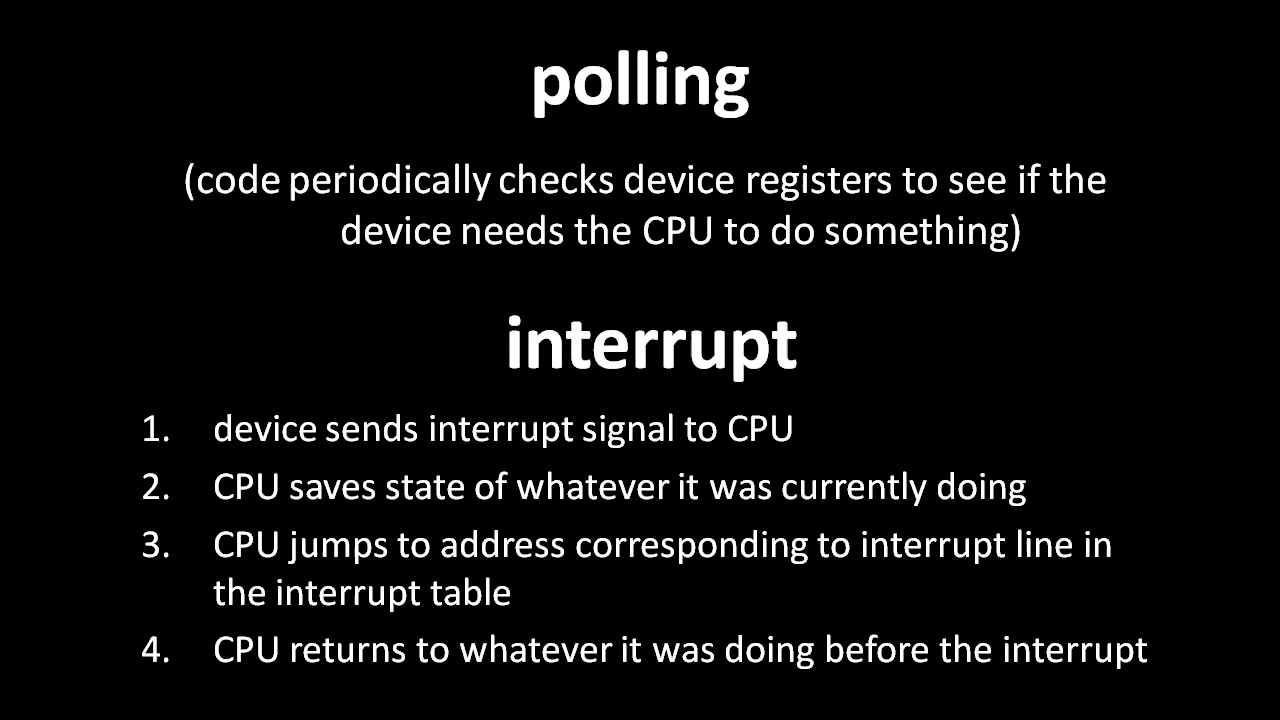 polling
(code periodically checks device registers to see if the
device needs the CPU to do something)
interrupt
1. device sends interrupt signal to CPU
2. CPU saves state of whatever it was currently doing
3. CPU jumps to address corresponding to interrupt line in
the interrupt table
4. CPU returns to whatever it was doing before the interrupt